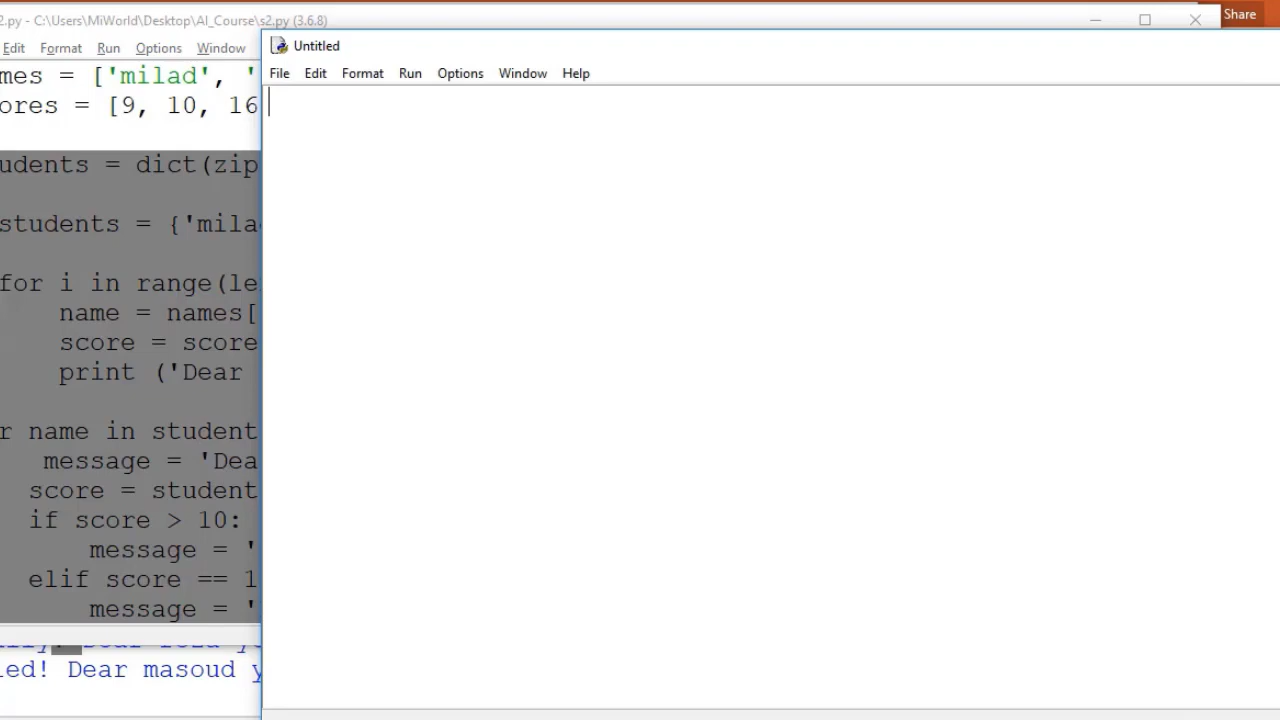 2.py - C:\Users\MiWorld\Desktop\AI_Course\s2.py (3.6.8)
Share
Edit Format Run Options Window
Untitled
File Edit Format Run Options Window Help
mes = ['milad', '
ores = [9, 10, 16
udents = dict(zip
students = {'mila
for i in range(le
name = names[
score = score
print ('Dear
r name in student
message = 'Dea
score = student
if score > 10:
message = '
elif score == 1
message = '
led! Dear masoud y